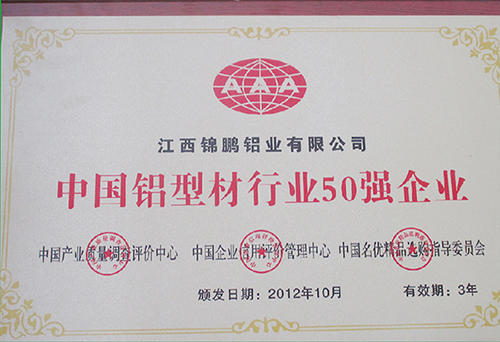 AAA
江西锦鹏铝业有限公司
中国铝型材行业50强企业
中国产业质量调查评价中心 中国企业信用评价管理中心 中国名优精品选购指导委员会
颁发日期：2012年10月 有效期：3年